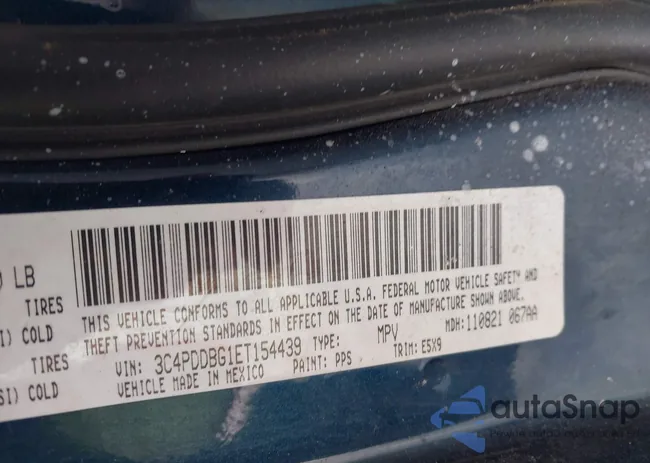 LB
TIRES
SI) COLD
TIRES
SI) COLD
THIS VEHICLE CONFORMS TO ALL APPLICABLE U.S.A. FEDERAL MOTOR VEHICLE SAFETY AND
THEFT PREVENTION STANDARDS IN EFFECT ON THE DATE OF MANUFACTURE SHOWN ABOVE.
VIN: 3C4PDDBG1ET154439 TYPE: MPV MDH: 110821 067AA
VEHICLE MADE IN MEXICO PAINT: PPS TRIM: E5X9
autoSnap